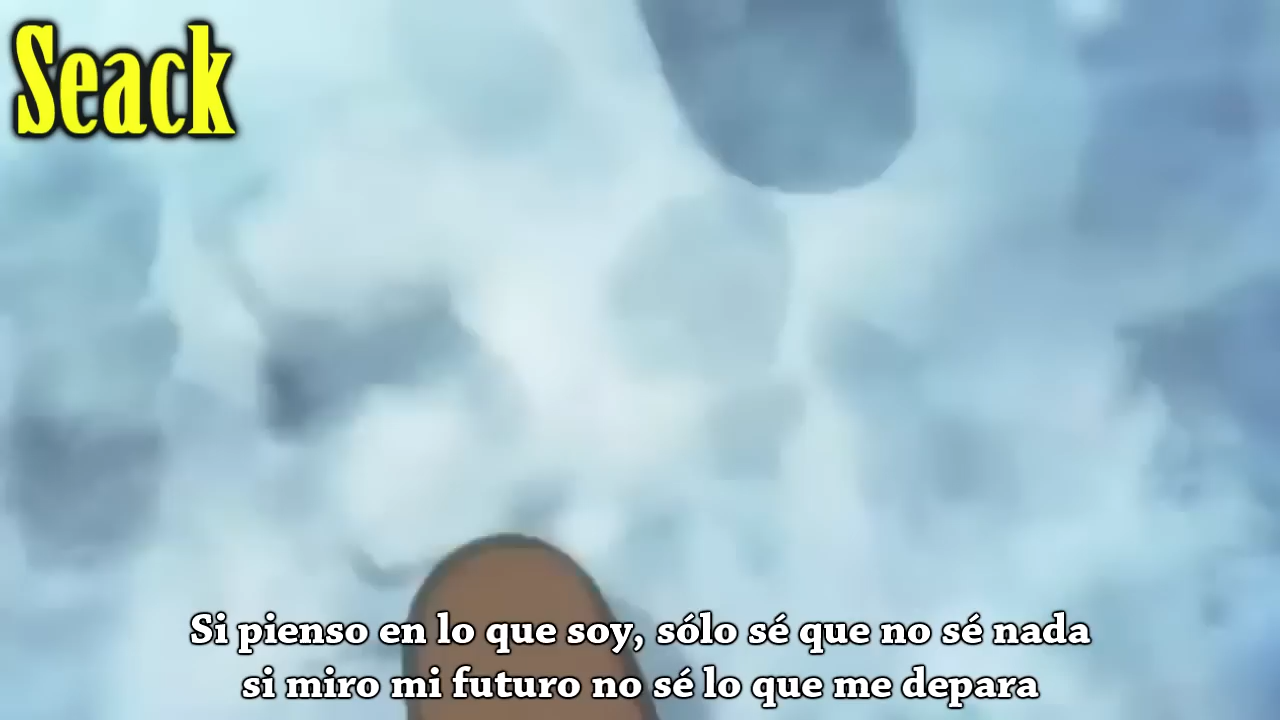 Seack
Si pienso en lo que soy, sólo sé que no sé nada
si miro mi futuro no sé lo que me depara